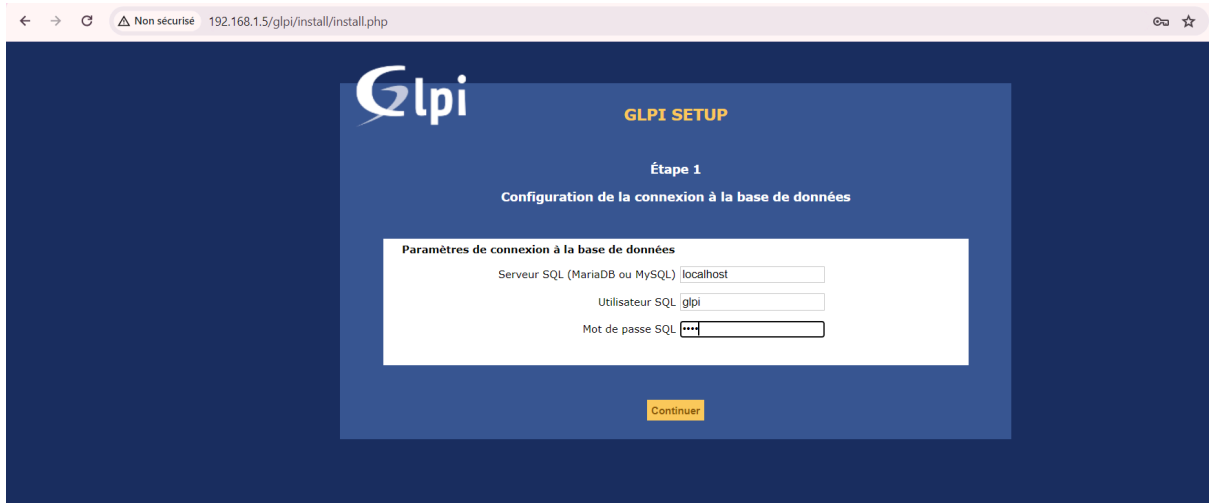 Non sécurisé 192.168.1.5/glpi/install/install.php
Glpi
GLPI SETUP
Étape 1
Configuration de la connexion à la base de données
Paramètres de connexion à la base de données
Serveur SQL (MariaDB ou MySQL) localhost
Utilisateur SQL glpi
Mot de passe SQL ••••
Continuer